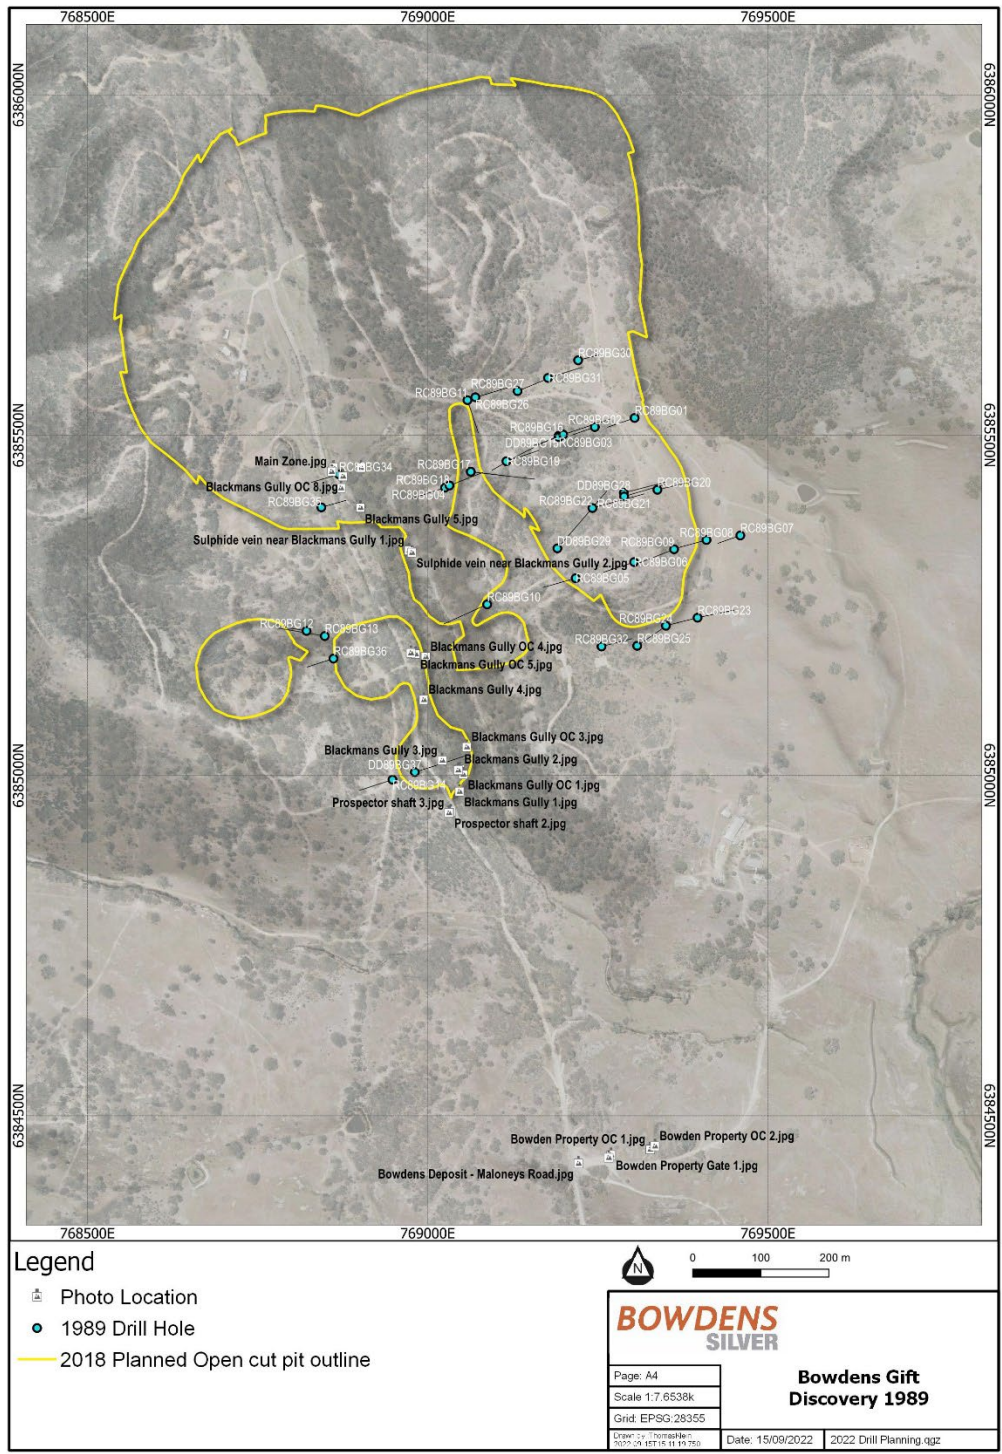 768500E
769000E
769500E
6386000N
6386000N
RC89BG30
RC89BG31
RC89BG27
RC89BG11
RC89BG26
RC89BG01
RC89BG02
RC89BG16
RC89BG03
6385500N
6385500N
Main Zone.jpg
RC89BG34
RC89BG17
RC89BG19
Blackmans Gully OC 8.jpg
RC89BG18
RC89BG04
DD89BG28
RC89BG20
RC89BG22
RC89BG21
RC89BG35
Blackmans Gully 5.jpg
RC89BG07
RC89BG08
Sulphide vein near Blackmans Gully 1.jpg
DD89BG29
RC89BG09
Sulphide vein near Blackmans Gully 2.jpg
RC89BG06
RC89BG05
RC89BG10
RC89BG23
RC89BG24
RC89BG12
RC89BG13
RC89BG32
RC89BG25
Blackmans Gully OC 4.jpg
RC89BG36
Blackmans Gully OC 5.jpg
Blackmans Gully 4.jpg
Blackmans Gully OC 3.jpg
Blackmans Gully 3.jpg
Blackmans Gully 2.jpg
DD89BG37
6385000N
6385000N
RC89BG14
Blackmans Gully OC 1.jpg
Prospector shaft 3.jpg
Blackmans Gully 1.jpg
Prospector shaft 2.jpg
6384500N
6384500N
Bowden Property OC 1.jpg
Bowden Property OC 2.jpg
Bowden Property Gate 1.jpg
Bowdens Deposit - Maloneys Road.jpg
768500E
769000E
769500E
Legend
Photo Location
1989 Drill Hole
2018 Planned Open cut pit outline
N
0 100 200 m
BOWDENS
SILVER
Page: A4
Scale 1:7.6538k
Grid: EPSG:28355
Bowdens Gift
Discovery 1989
Date: 15/09/2022
2022 Drill Planning.qgz